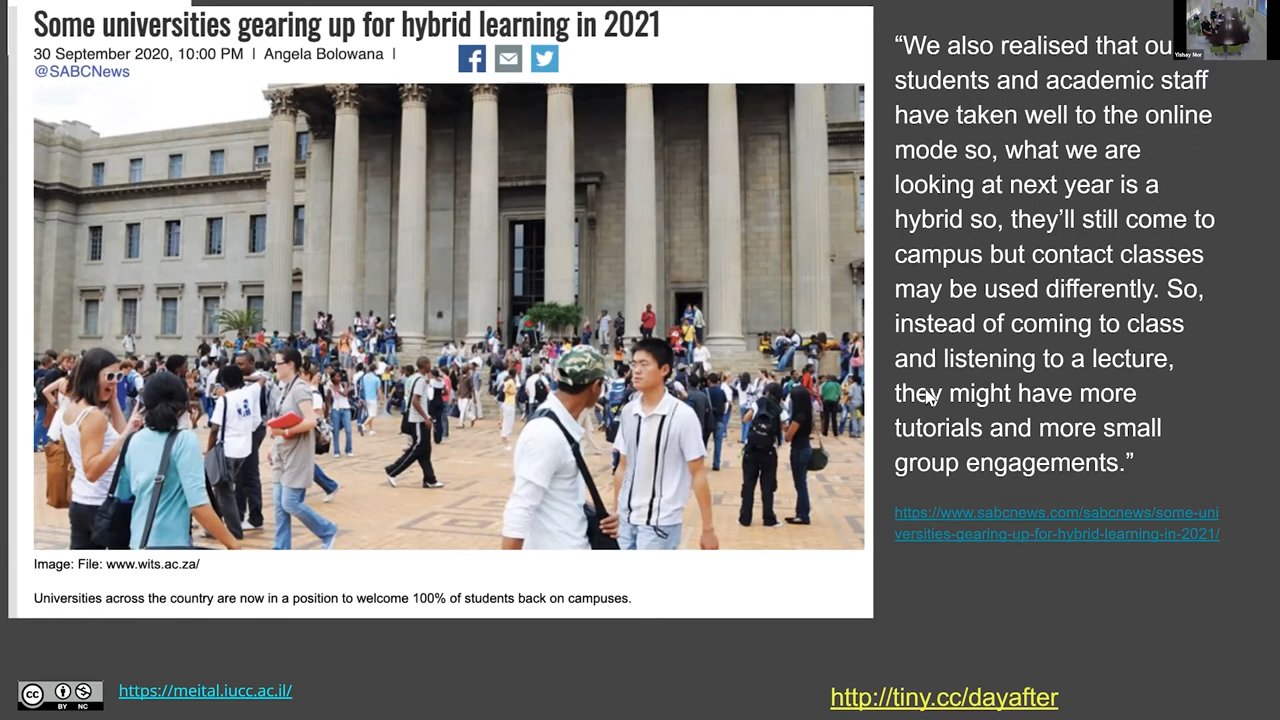 Some universities gearing up for hybrid learning in 2021
30 September 2020, 10:00 PM | Angela Bolowana |
@SABCNews
Image: File: www.wits.ac.za/
Universities across the country are now in a position to welcome 100% of students back on campuses.
“We also realised that ou
students and academic staff
have taken well to the online
mode so, what we are
looking at next year is a
hybrid so, they’ll still come to
campus but contact classes
may be used differently. So,
instead of coming to class
and listening to a lecture,
they might have more
tutorials and more small
group engagements.”
https://www.sabcnews.com/sabcnews/some-uni
versities-gearing-up-for-hybrid-learning-in-2021/
Yishay Mor
cc
BY NC
https://meital.iucc.ac.il/
http://tiny.cc/dayafter